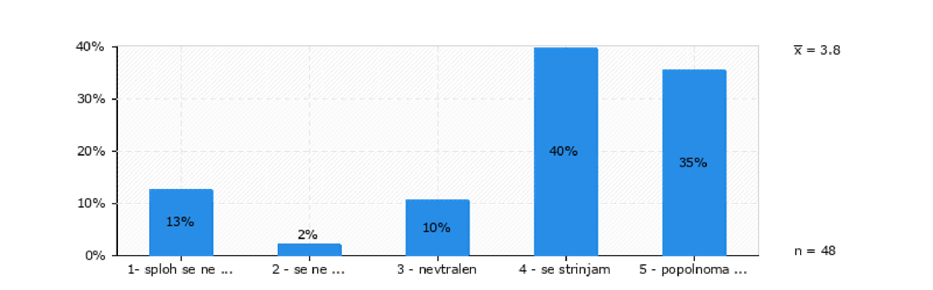 40%
x̅ = 3.8
30%
20%
10%
0%
13%
2%
10%
40%
35%
1- sploh se ne ...
2 - se ne ...
3 - nevtralen
4 - se strinjam
5 - popolnoma ...
n = 48